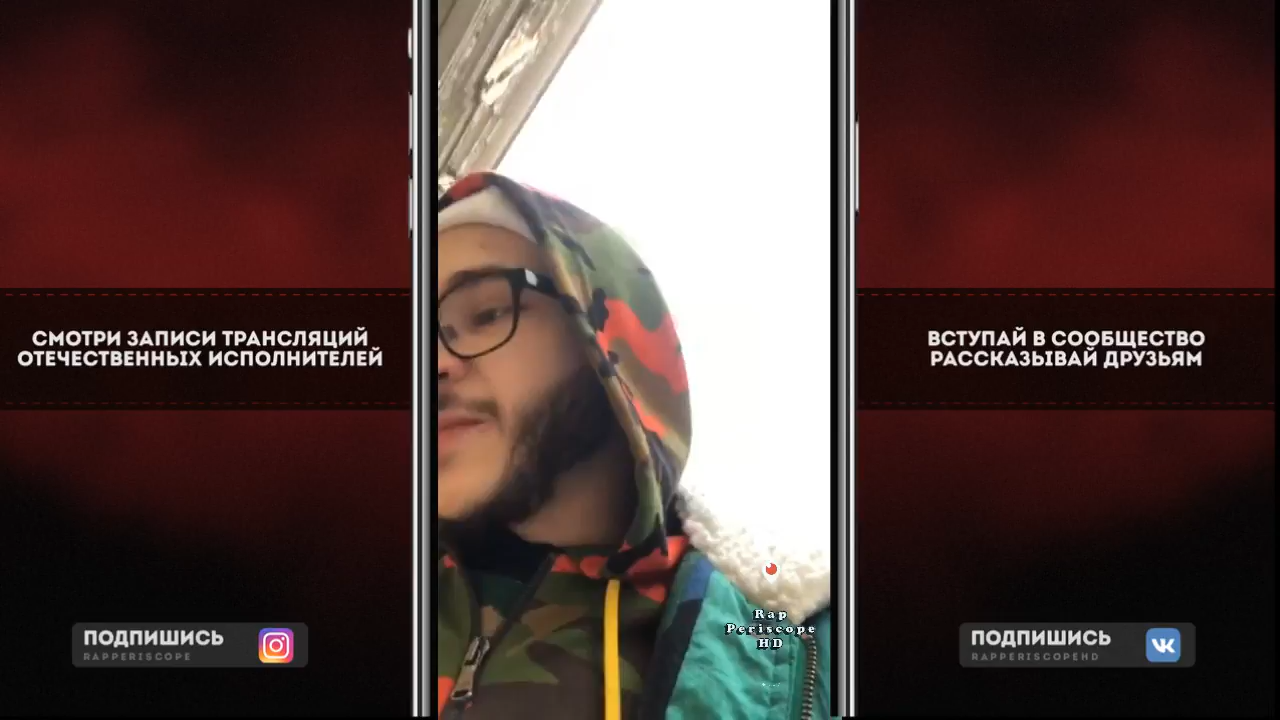 СМОТРИ ЗАПИСИ ТРАНСЛЯЦИЙ
ОТЕЧЕСТВЕННЫХ ИСПОЛНИТЕЛЕЙ
ПОДПИШИСЬ
RAPPERISCOPE
Rap
Periscope
HD
ВСТУПАЙ В СООБЩЕСТВО
РАССКАЗЫВАЙ ДРУЗЬЯМ
ПОДПИШИСЬ
RAPPERISCOPEHD